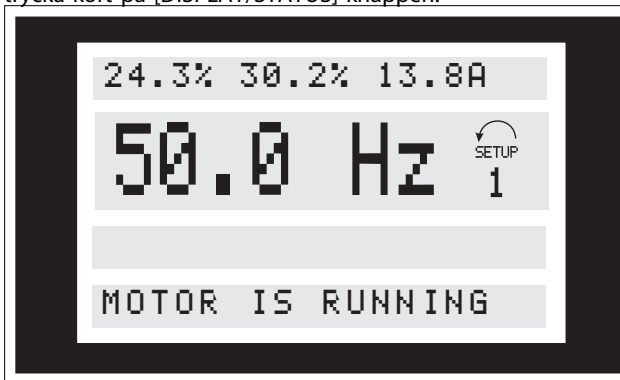 trycka kort på [DISPLAY/STATUS]-knappen.
24.3% 30.2% 13.8A
50.0 Hz
SETUP
1
MOTOR IS RUNNING